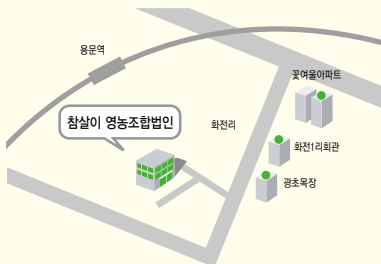 용문역
꽃여울아파트
참살이 영농조합법인
화전리
화전1리회관
광초목장